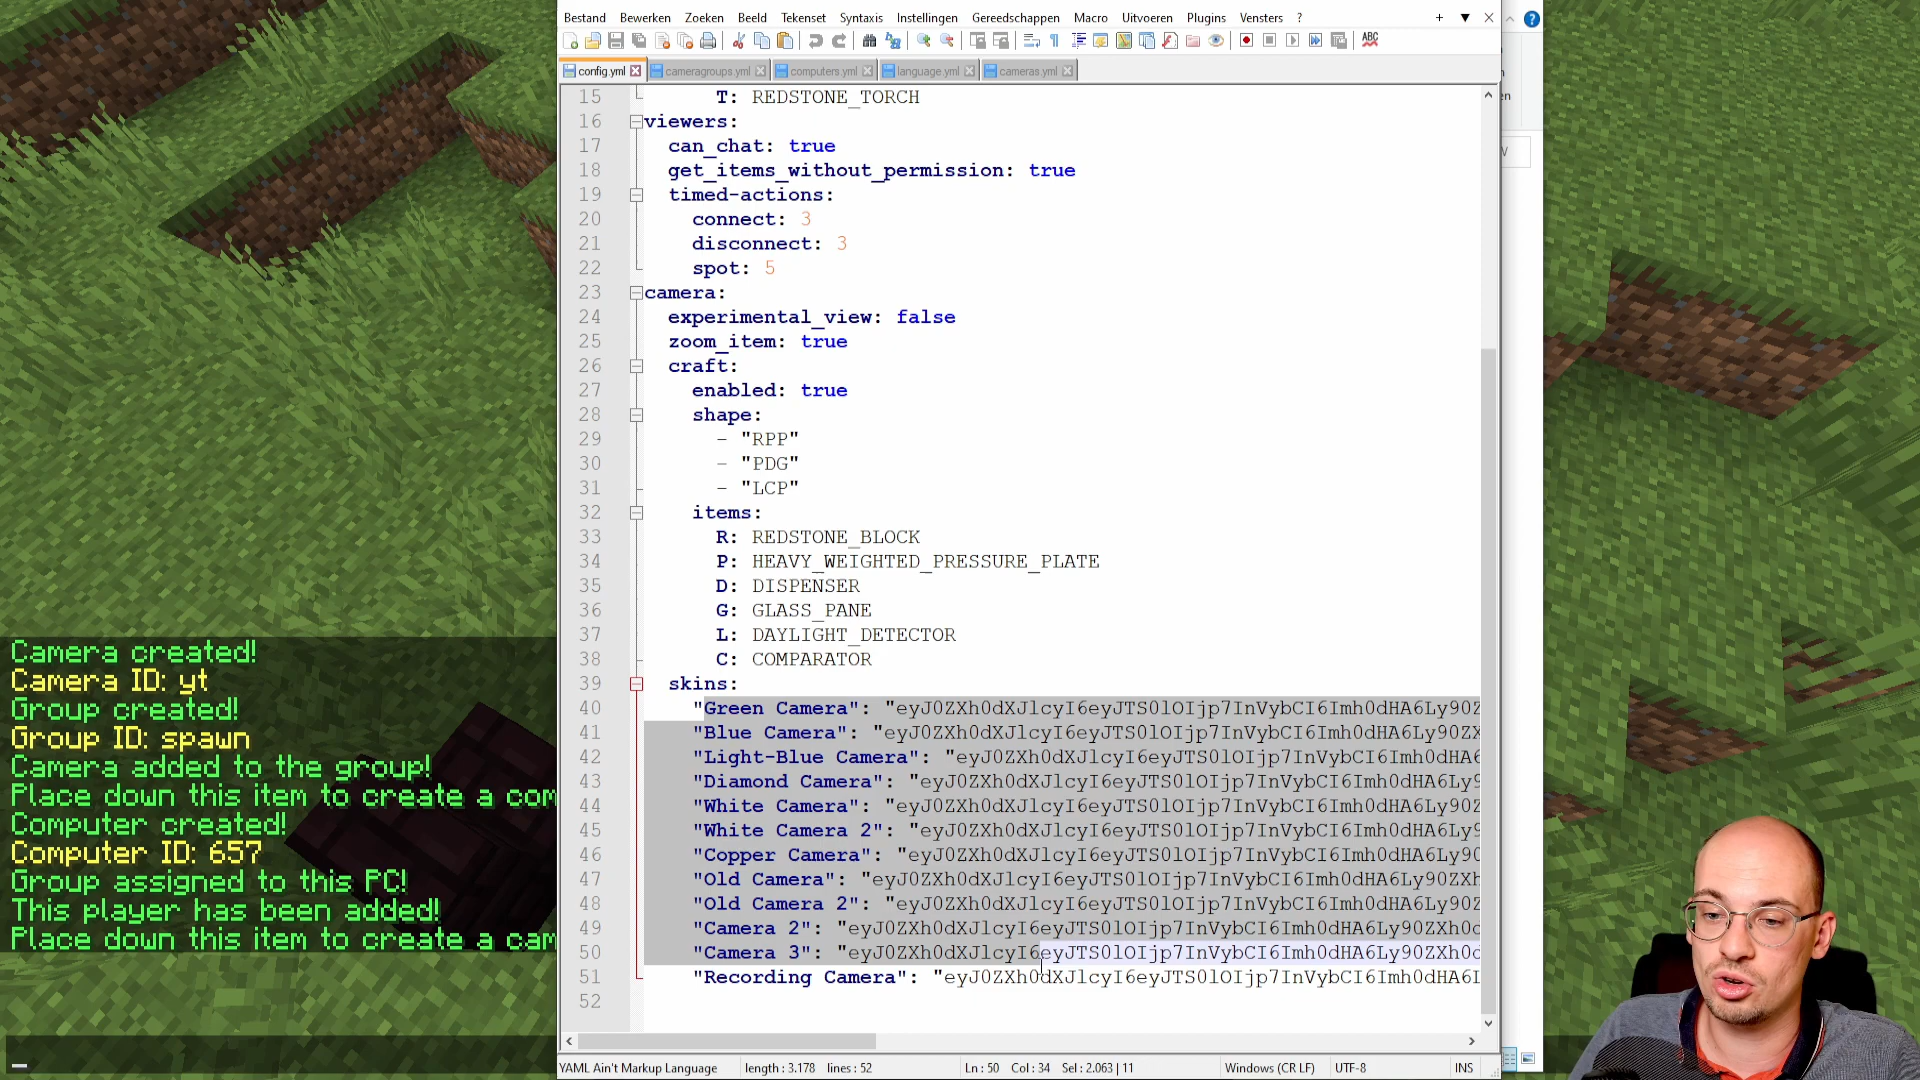 Bestand Bewerken Zoeken Beeld Tekenset Syntaxis Instellingen Gereedschappen Macro Uitvoeren Plugins Vensters ?
config.yml cameragroups.yml computers.yml language.yml cameras.yml
15 T: REDSTONE_TORCH
16 viewers:
17 can_chat: true
18 get_items_without_permission: true
19 timed-actions:
20 connect: 3
21 disconnect: 3
22 spot: 5
23 camera:
24 experimental_view: false
25 zoom_item: true
26 craft:
27 enabled: true
28 shape:
29 - "RPP"
30 - "PDG"
31 - "LCP"
32 items:
33 R: REDSTONE_BLOCK
34 P: HEAVY_WEIGHTED_PRESSURE_PLATE
35 D: DISPENSER
36 G: GLASS_PANE
37 L: DAYLIGHT_DETECTOR
38 C: COMPARATOR
39 skins:
40 "Green Camera": "eyJ0ZXh0dXJlcyI6eyJTS0lOIjp7InVybCI6Imh0dHA6Ly90Z
41 "Blue Camera": "eyJ0ZXh0dXJlcyI6eyJTS0lOIjp7InVybCI6Imh0dHA6Ly90ZX
42 "Light-Blue Camera": "eyJ0ZXh0dXJlcyI6eyJTS0lOIjp7InVybCI6Imh0dHA6
43 "Diamond Camera": "eyJ0ZXh0dXJlcyI6eyJTS0lOIjp7InVybCI6Imh0dHA6Ly9
44 "White Camera": "eyJ0ZXh0dXJlcyI6eyJTS0lOIjp7InVybCI6Imh0dHA6Ly90Z
45 "White Camera 2": "eyJ0ZXh0dXJlcyI6eyJTS0lOIjp7InVybCI6Imh0dHA6Ly9
46 "Copper Camera": "eyJ0ZXh0dXJlcyI6eyJTS0lOIjp7InVybCI6Imh0dHA6Ly90
47 "Old Camera": "eyJ0ZXh0dXJlcyI6eyJTS0lOIjp7InVybCI6Imh0dHA6Ly90ZXh
48 "Old Camera 2": "eyJ0ZXh0dXJlcyI6eyJTS0lOIjp7InVybCI6Imh0dHA6Ly90Z
49 "Camera 2": "eyJ0ZXh0dXJlcyI6eyJTS0lOIjp7InVybCI6Imh0dHA6Ly90ZXh0d
50 "Camera 3": "eyJ0ZXh0dXJlcyI6eyJTS0lOIjp7InVybCI6Imh0dHA6Ly90ZXh0d
51 "Recording Camera": "eyJ0ZXh0dXJlcyI6eyJTS0lOIjp7InVybCI6Imh0dHA6L
52
YAML Ain't Markup Language length : 3.178 lines : 52 Ln : 50 Col : 34 Sel : 2.063 | 11 Windows (CR LF) UTF-8 INS
Camera created!
Camera ID: yt
Group created!
Group ID: spawn
Camera added to the group!
Place down this item to create a com
Computer created!
Computer ID: 657
Group assigned to this PC!
This player has been added!
Place down this item to create a cam